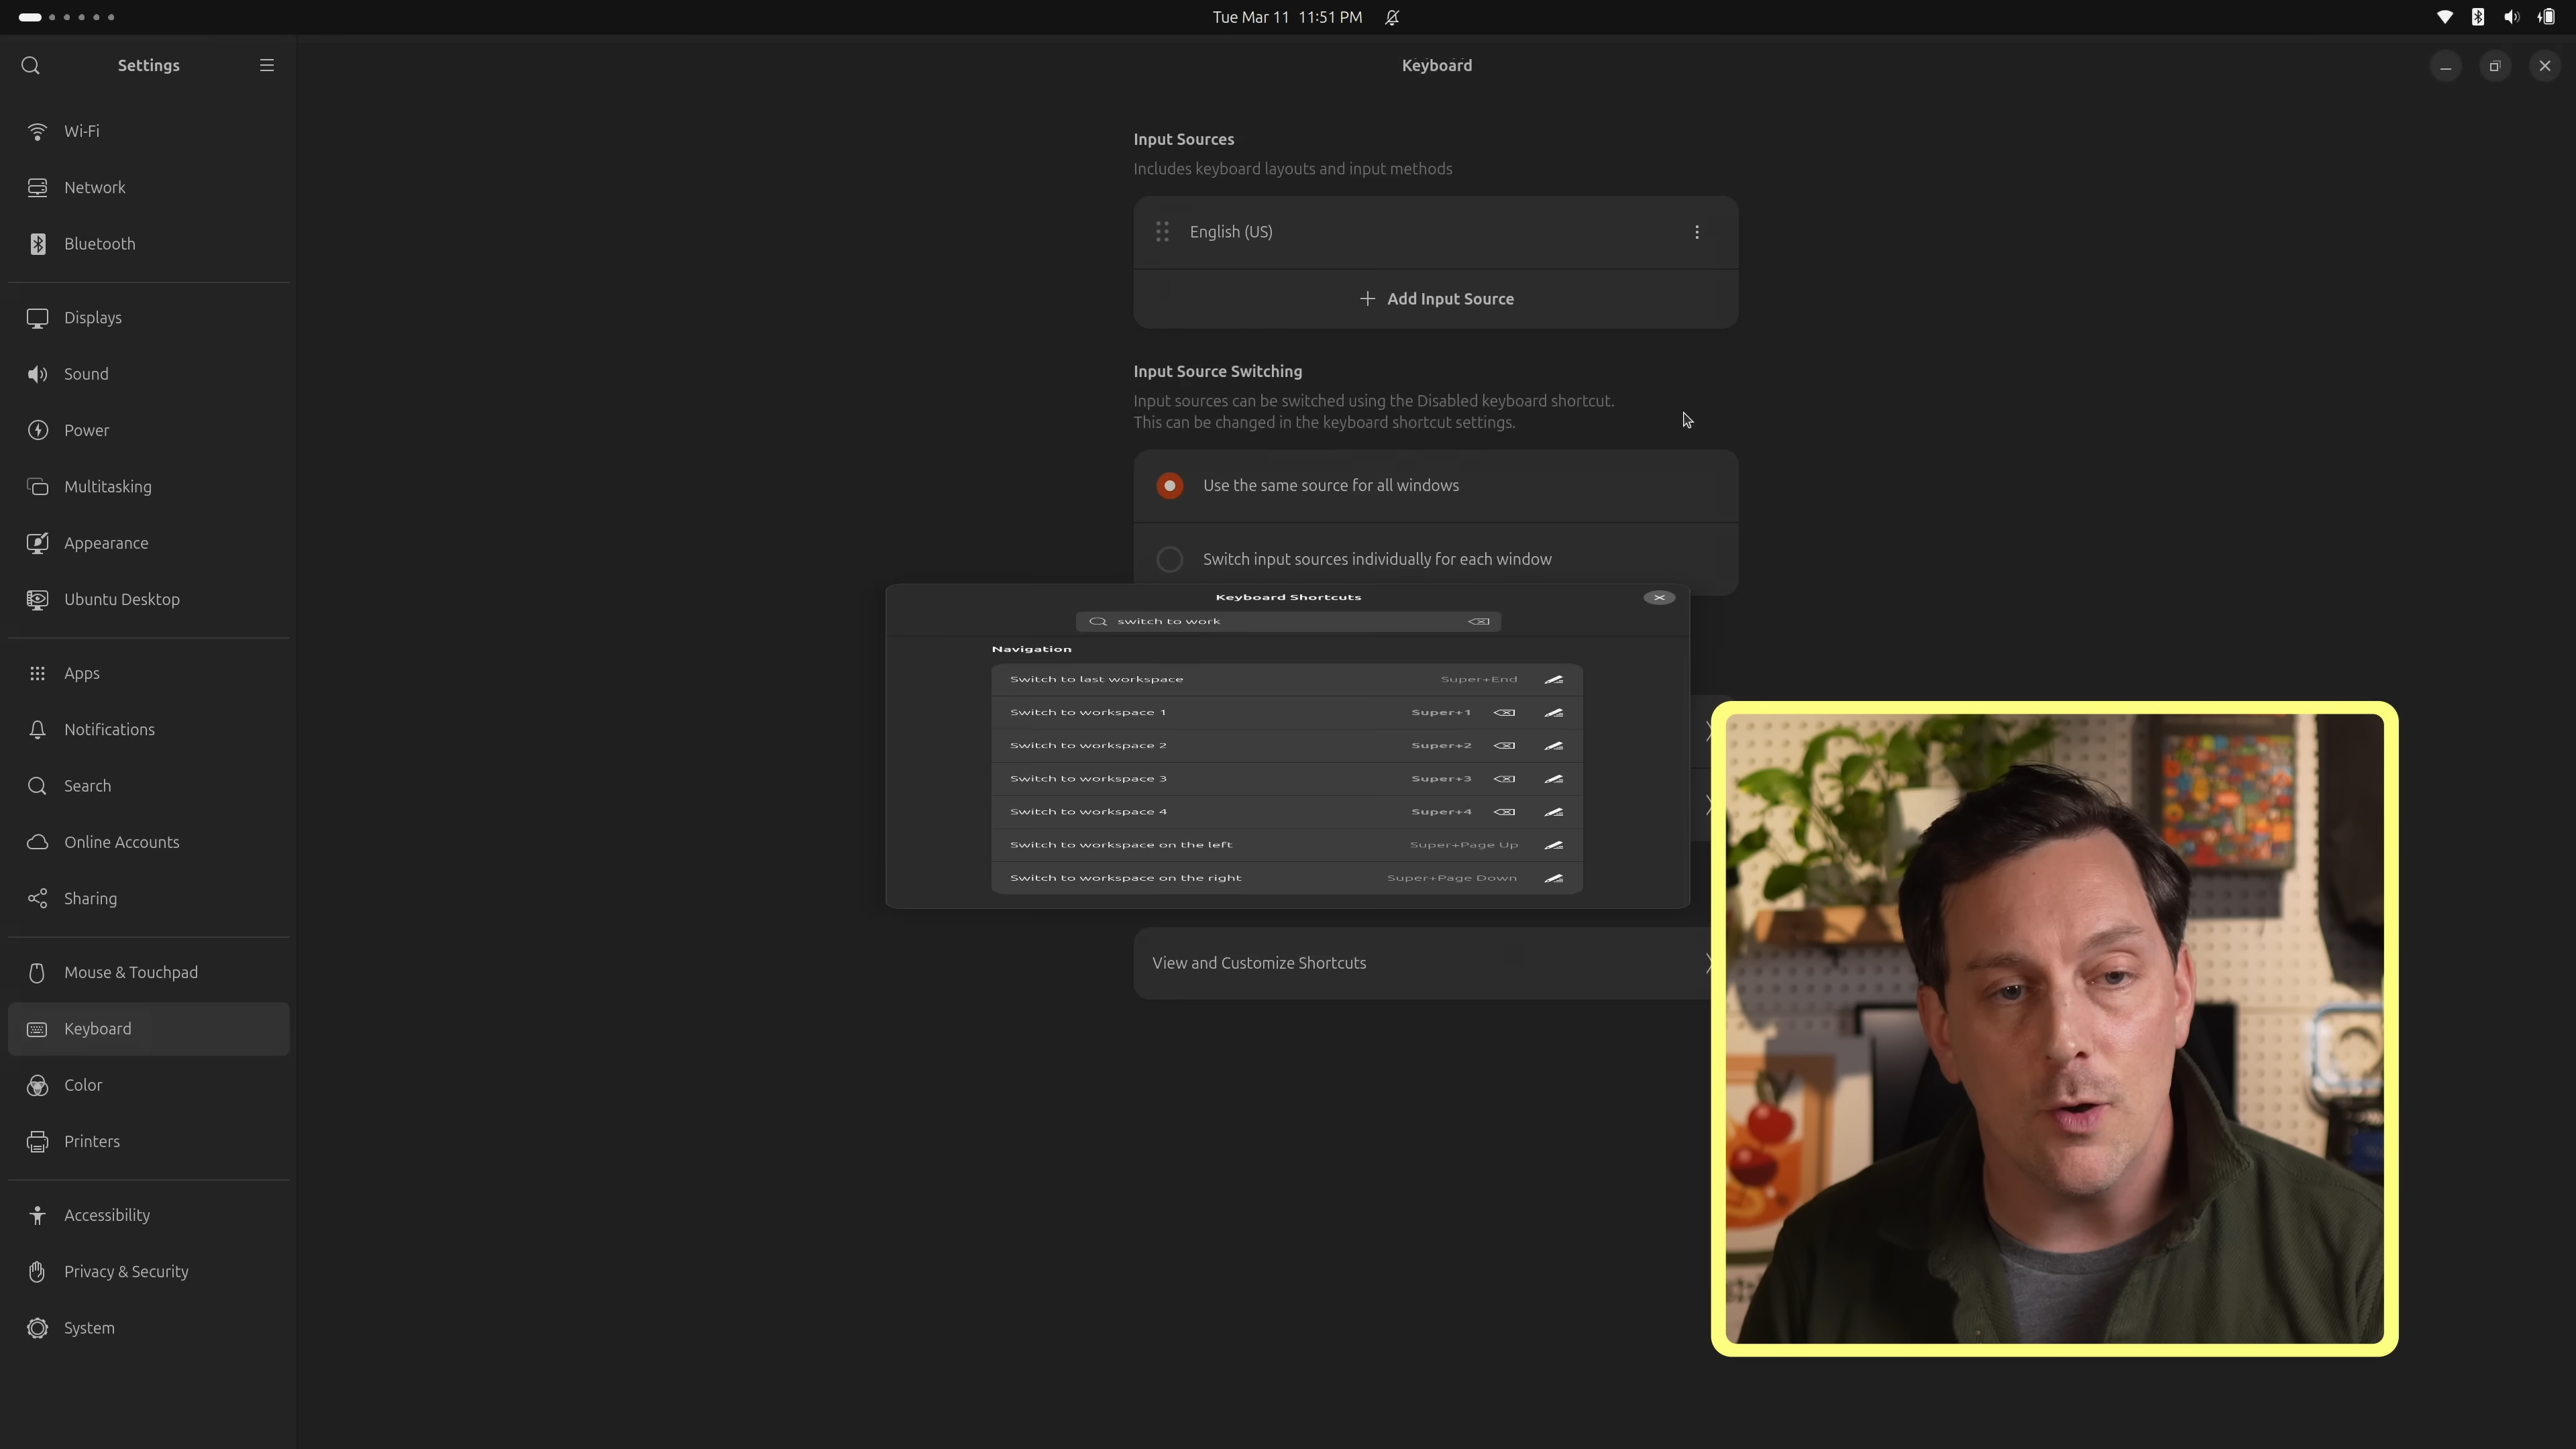 Tue Mar 11 11:51 PM
Settings
Keyboard
Wi-Fi
Network
Bluetooth
Displays
Sound
Power
Multitasking
Appearance
Ubuntu Desktop
Apps
Notifications
Search
Online Accounts
Sharing
Mouse & Touchpad
Keyboard
Color
Printers
Accessibility
Privacy & Security
System
Input Sources
Includes keyboard layouts and input methods
English (US)
Add Input Source
Input Source Switching
Input sources can be switched using the Disabled keyboard shortcut.
This can be changed in the keyboard shortcut settings.
Use the same source for all windows
Switch input sources individually for each window
Keyboard Shortcuts
switch to work
Navigation
Switch to last workspace Super+End
Switch to workspace 1 Super+1
Switch to workspace 2 Super+2
Switch to workspace 3 Super+3
Switch to workspace 4 Super+4
Switch to workspace on the left Super+Page Up
Switch to workspace on the right Super+Page Down
View and Customize Shortcuts